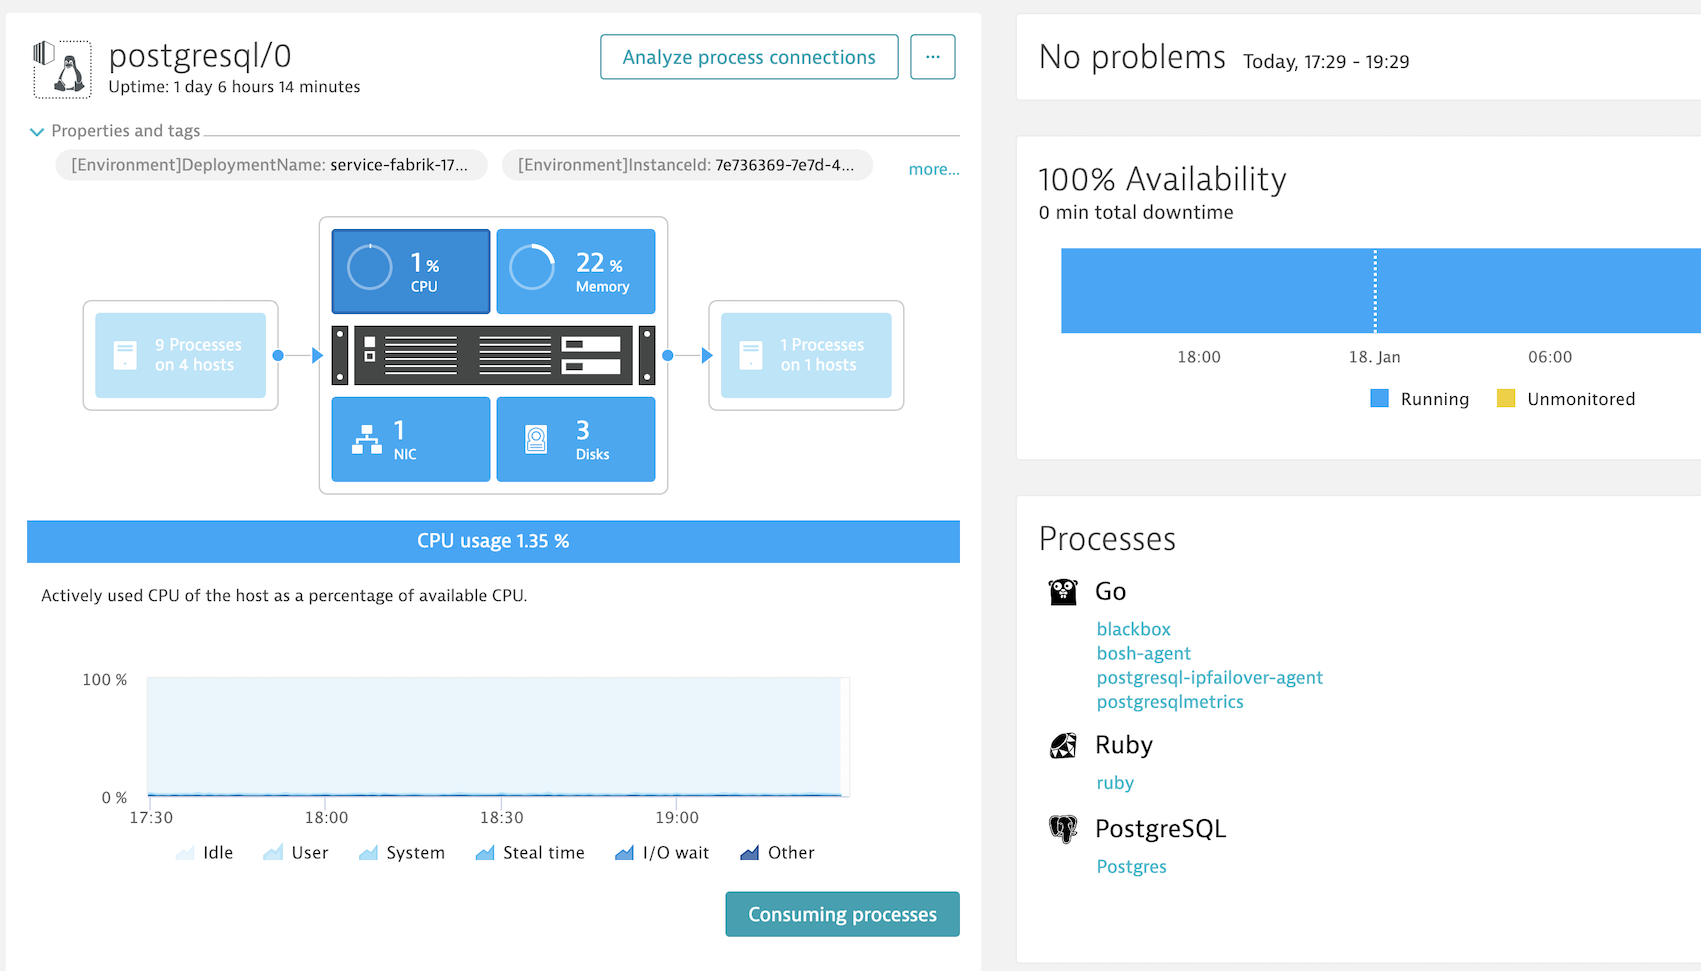 postgresql/0
Uptime: 1 day 6 hours 14 minutes
Analyze process connections
...
Properties and tags
[Environment]DeploymentName: service-fabrik-17...
[Environment]InstanceId: 7e736369-7e7d-4...
more...
1 %
CPU
22 %
Memory
9 Processes
on 4 hosts
1 Processes
on 1 hosts
1
NIC
3
Disks
CPU usage 1.35 %
Actively used CPU of the host as a percentage of available CPU.
100 %
0 %
17:30
18:00
18:30
19:00
Idle
User
System
Steal time
I/O wait
Other
Consuming processes
No problems Today, 17:29 - 19:29
100% Availability
0 min total downtime
18:00
18. Jan
06:00
Running
Unmonitored
Processes
Go
blackbox
bosh-agent
postgresql-ipfailover-agent
postgresqlmetrics
Ruby
ruby
PostgreSQL
Postgres